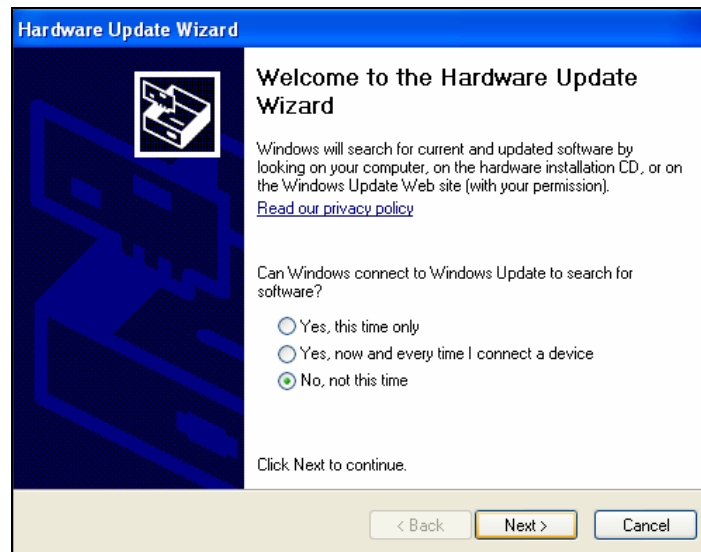 Hardware Update Wizard
Welcome to the Hardware Update
Wizard
Windows will search for current and updated software by
looking on your computer, on the hardware installation CD, or on
the Windows Update Web site (with your permission).
Read our privacy policy
Can Windows connect to Windows Update to search for
software?
Yes, this time only
Yes, now and every time I connect a device
No, not this time
Click Next to continue.
< Back
Next >
Cancel